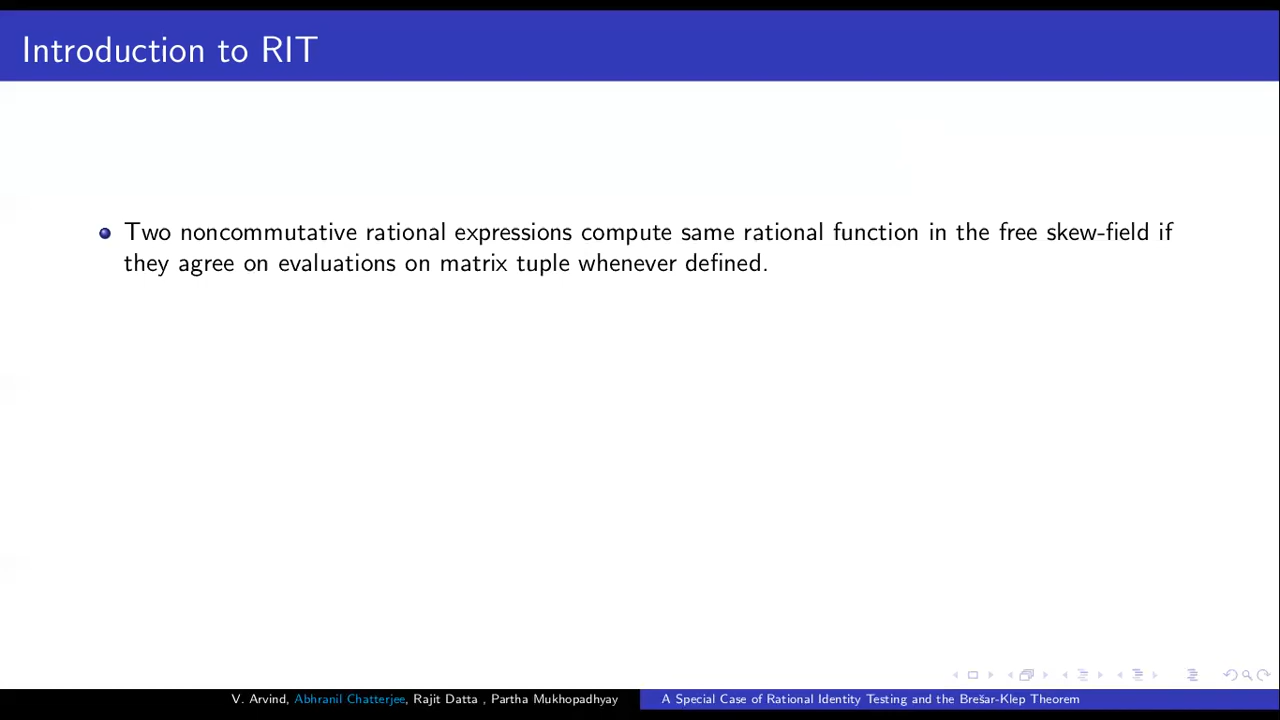 Introduction to RIT
Two noncommutative rational expressions compute same rational function in the free skew-field if
they agree on evaluations on matrix tuple whenever defined.
V. Arvind, Abhranil Chatterjee, Rajit Datta , Partha Mukhopadhyay
A Special Case of Rational Identity Testing and the Brešar-Klep Theorem